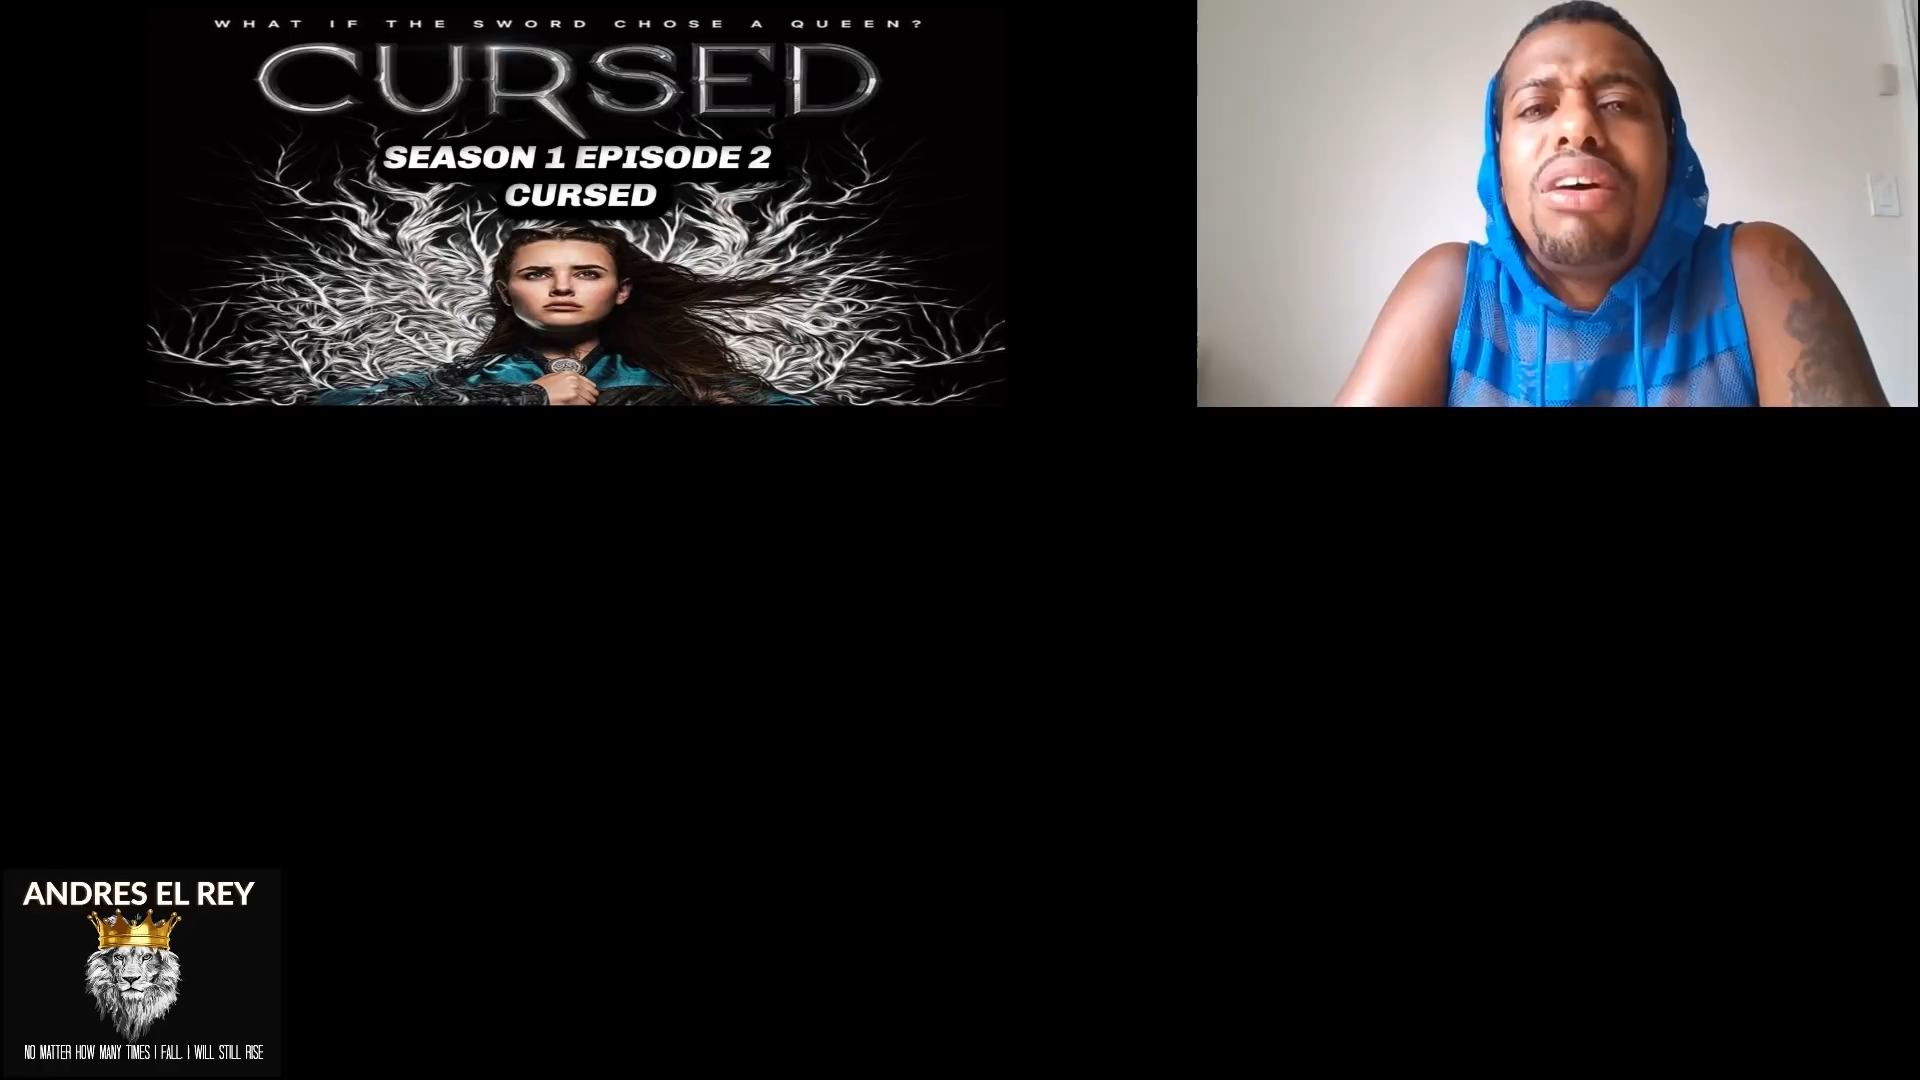 WHAT IF THE SWORD CHOSE A QUEEN?
CURSED
SEASON 1 EPISODE 2
CURSED
ANDRES EL REY
NO MATTER HOW MANY TIMES I FALL. I WILL STILL RISE